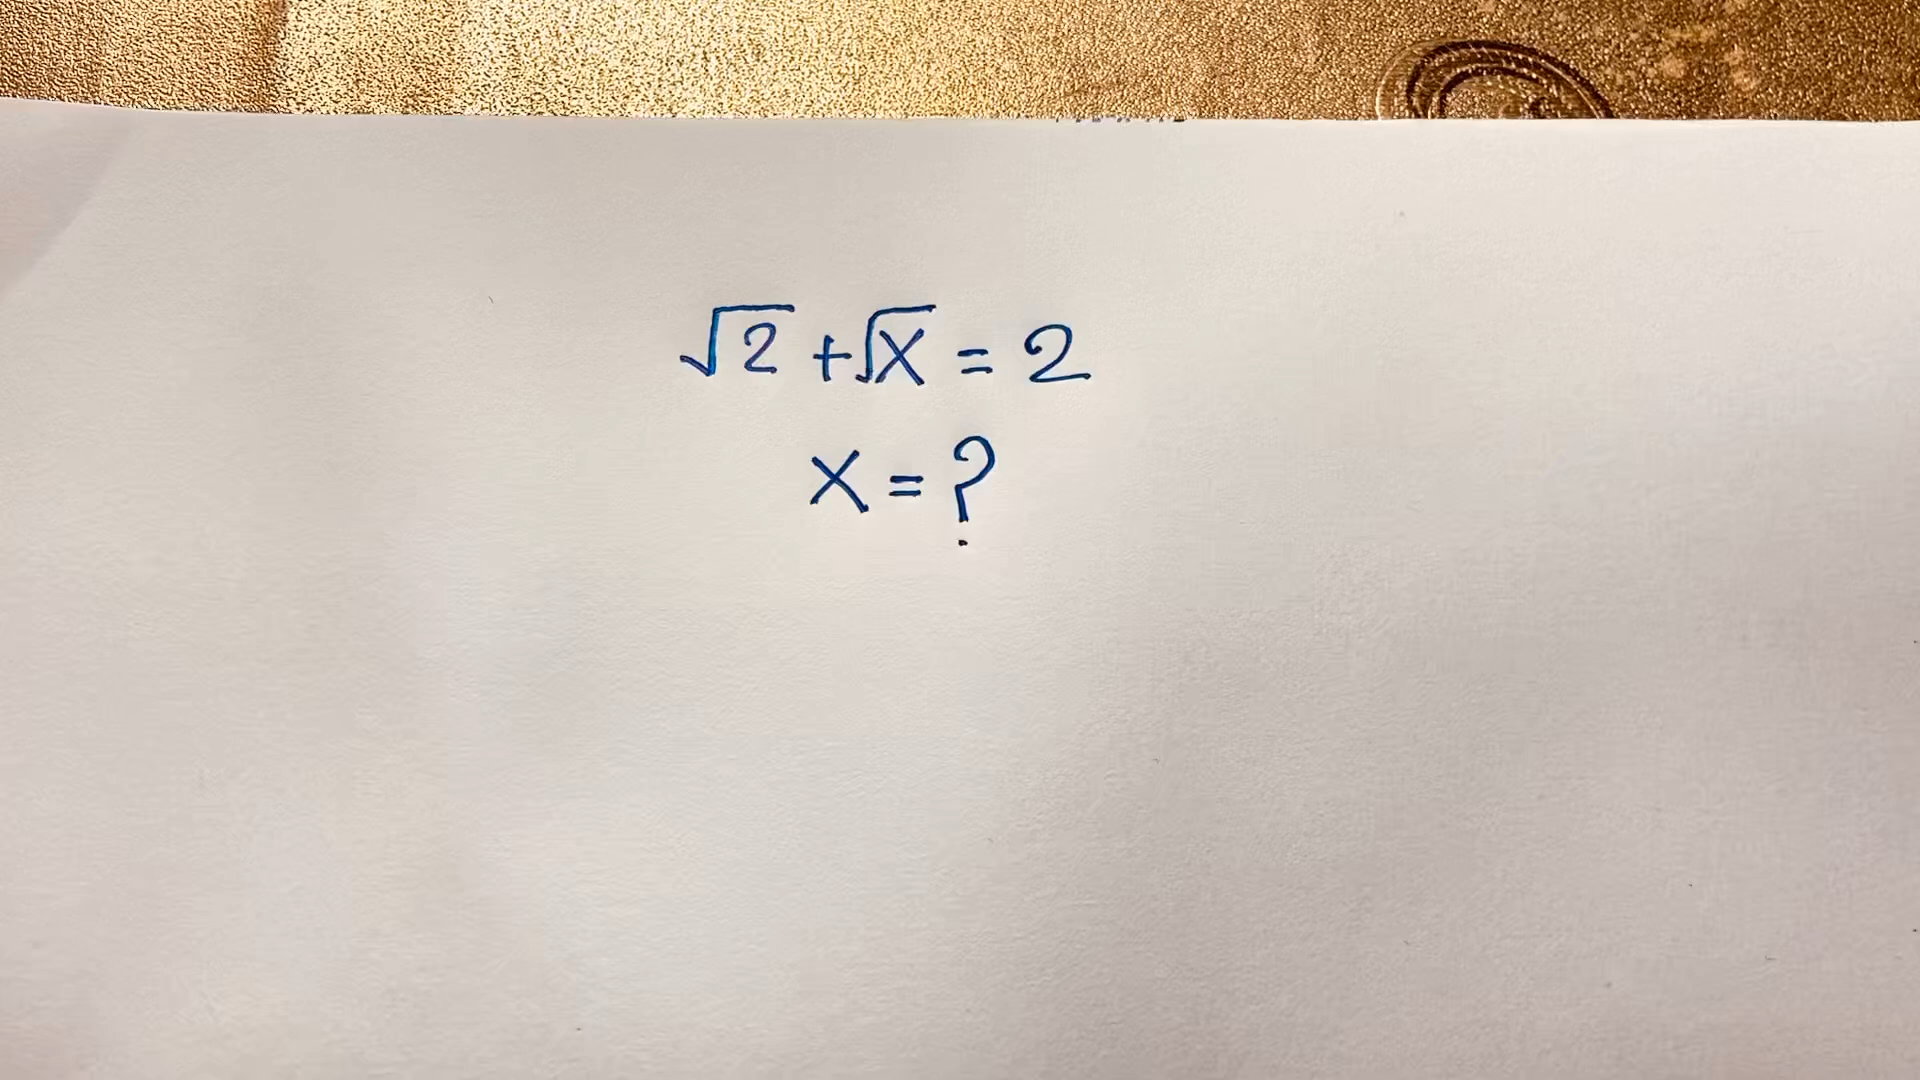 √2 + √x = 2
x = ?